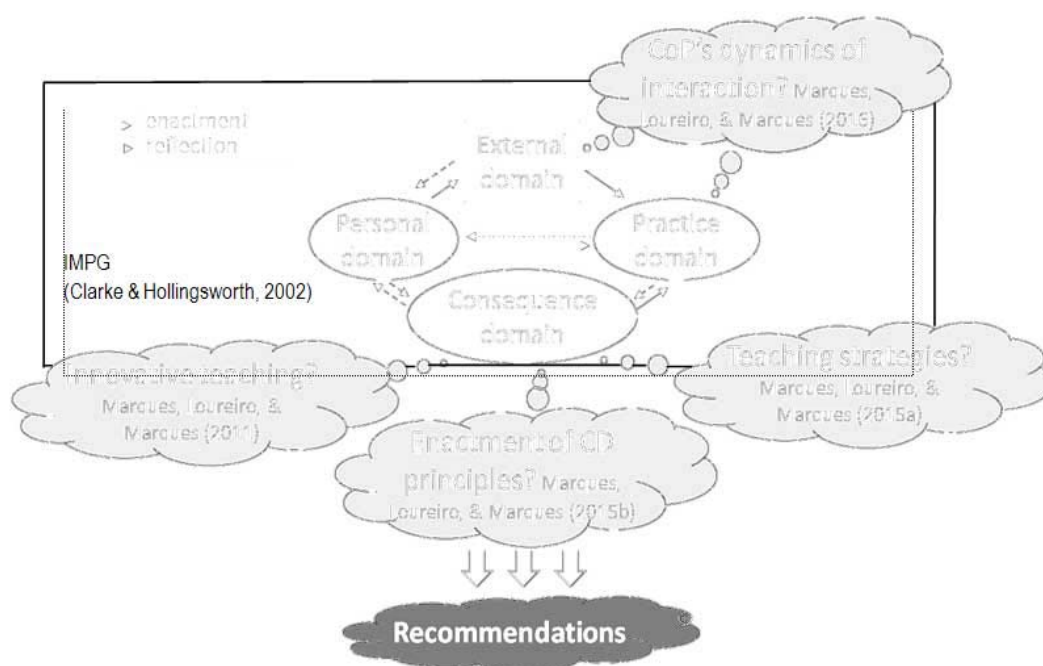 CoP's dynamics of
interaction? Marques,
Loureiro, & Marques
> enactment
▷ reflection
External
domain
Personal
domain
Practice
domain
IMPG
(Clarke & Hollingsworth, 2002)
Consequence
domain
Innovative teaching?
Marques, Loureiro, &
Marques (2011)
Teaching strategies?
Marques, Loureiro, &
Marques (2015a)
Enactment of CD
principles? Marques,
Loureiro, & Marques (2015b)
Recommendations